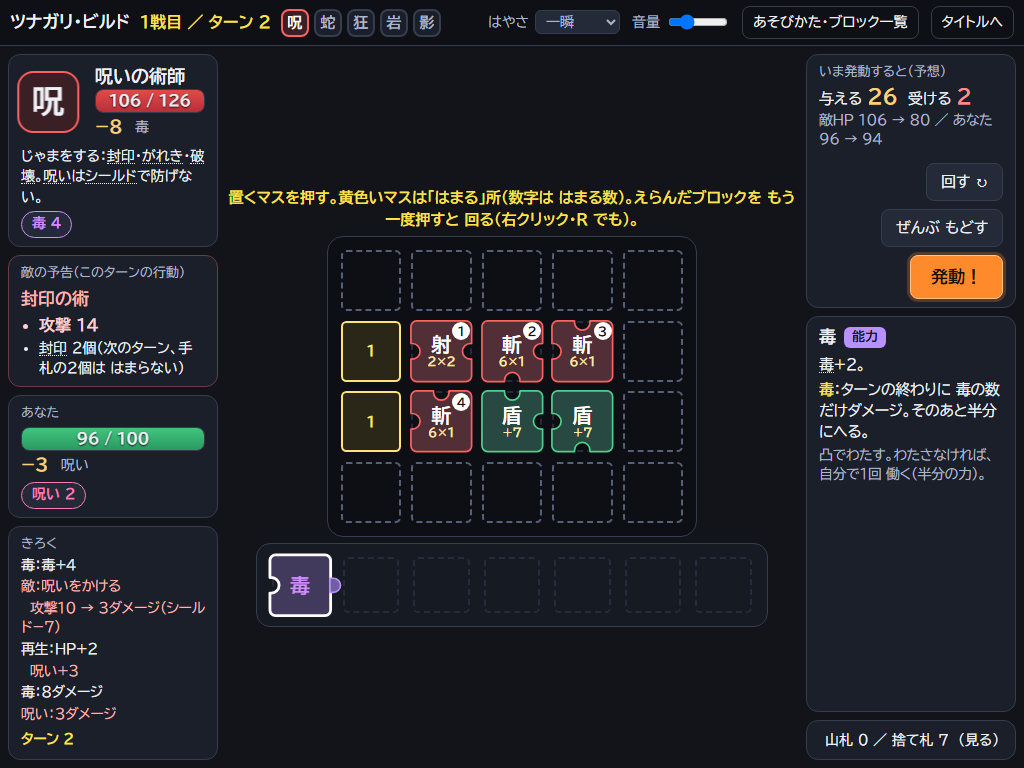 ツナガリ・ビルド 1戦目 ／ ターン 2 呪 蛇 狂 岩 影 はやさ 一瞬 音量 あそびかた・ブロック一覧 タイトルへ
呪
呪いの術師
106 / 126
−8 毒
じゃまをする：封印・がれき・破
壊。呪いはシールドで防げな
い。
毒 4
敵の予告（このターンの行動）
封印の術
• 攻撃 14
• 封印 2個（次のターン、手
札の2個は はまらない）
あなた
96 / 100
−3 呪い
呪い 2
きろく
毒：毒+4
敵：呪いをかける
攻撃10 → 3ダメージ（シール
ド−7）
再生：HP+2
呪い+3
毒：8ダメージ
呪い：3ダメージ
ターン 2
置くマスを押す。黄色いマスは「はまる」所（数字は はまる数）。えらんだブロックを もう
一度押すと 回る（右クリック・R でも）。
1 射 2×2 1 斬 6×1 2 斬 6×1 3
1 斬 6×1 4 盾 +7 盾 +7
毒
いま発動すると（予想）
与える 26 受ける 2
敵HP 106 → 80 ／ あなた
96 → 94
回す ↻
ぜんぶ もどす
発動！
毒 能力
毒+2。
毒：ターンの終わりに 毒の数
だけダメージ。そのあと半分
にへる。
凸でわたす。わたさなければ、
自分で1回 働く（半分の力）。
山札 0 ／ 捨て札 7 （見る）